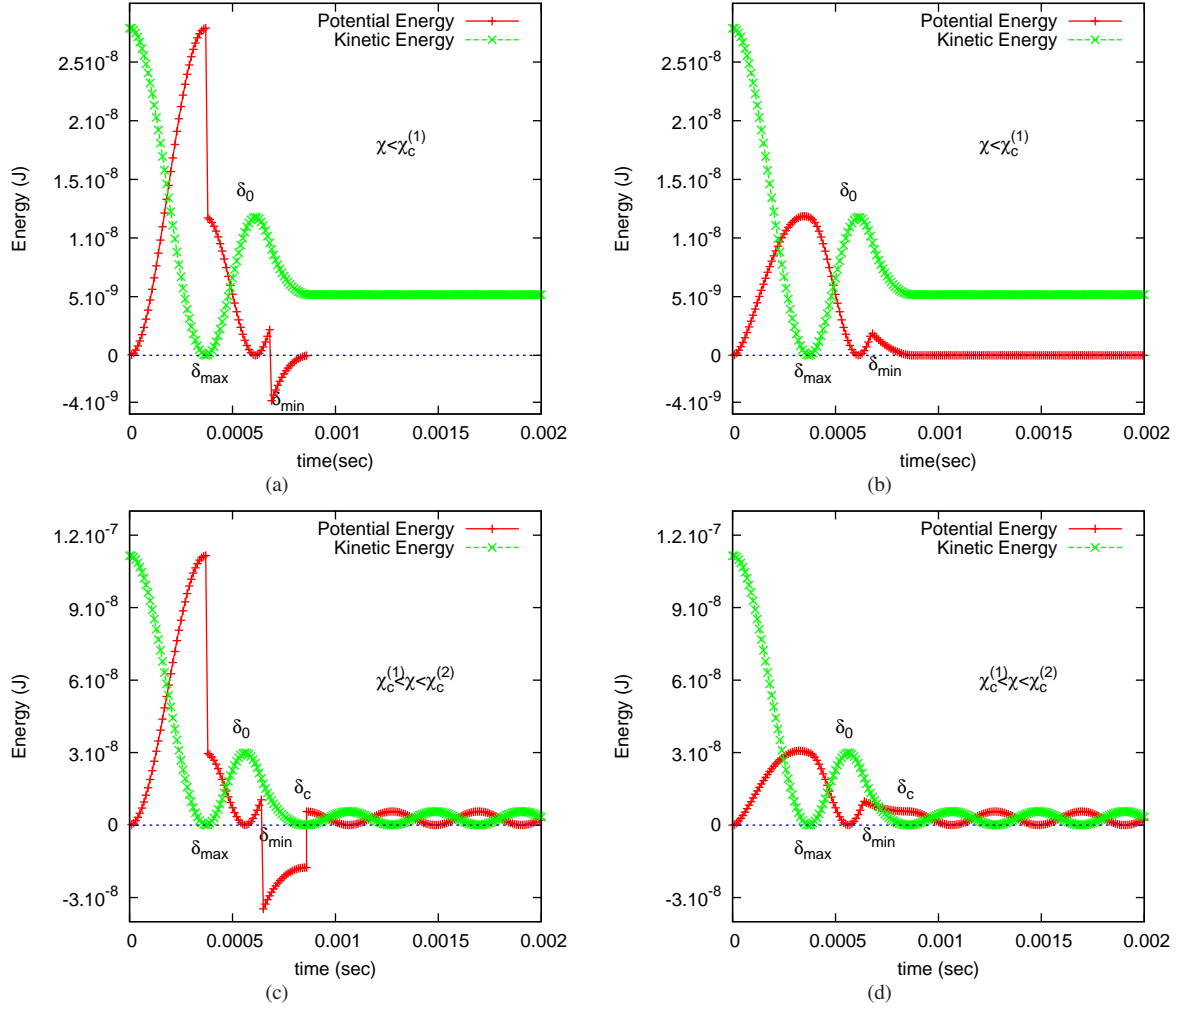 Potential Energy
Kinetic Energy
2.5 10⁻⁸
2. 10⁻⁸
1.5 10⁻⁸
1. 10⁻⁸
5. 10⁻⁹
0
-4. 10⁻⁹
Energy (J)
χ<χc⁽¹⁾
δ0
δmax
δmin
0 0.0005 0.001 0.0015 0.002
time(sec)
(a)
Potential Energy
Kinetic Energy
2.5 10⁻⁸
2. 10⁻⁸
1.5 10⁻⁸
1. 10⁻⁸
5. 10⁻⁹
0
-4. 10⁻⁹
Energy (J)
χ<χc⁽¹⁾
δ0
δmax
δmin
0 0.0005 0.001 0.0015 0.002
time(sec)
(b)
Potential Energy
Kinetic Energy
1.2 10⁻⁷
9. 10⁻⁸
6. 10⁻⁸
3. 10⁻⁸
0
-3. 10⁻⁸
Energy (J)
χc⁽¹⁾<χ<χc⁽²⁾
δ0
δc
δmax
δmin
0 0.0005 0.001 0.0015 0.002
time (sec)
(c)
Potential Energy
Kinetic Energy
1.2 10⁻⁷
9. 10⁻⁸
6. 10⁻⁸
3. 10⁻⁸
0
-3. 10⁻⁸
Energy (J)
χc⁽¹⁾<χ<χc⁽²⁾
δ0
δc
δmax
δmin
0 0.0005 0.001 0.0015 0.002
time (sec)
(d)